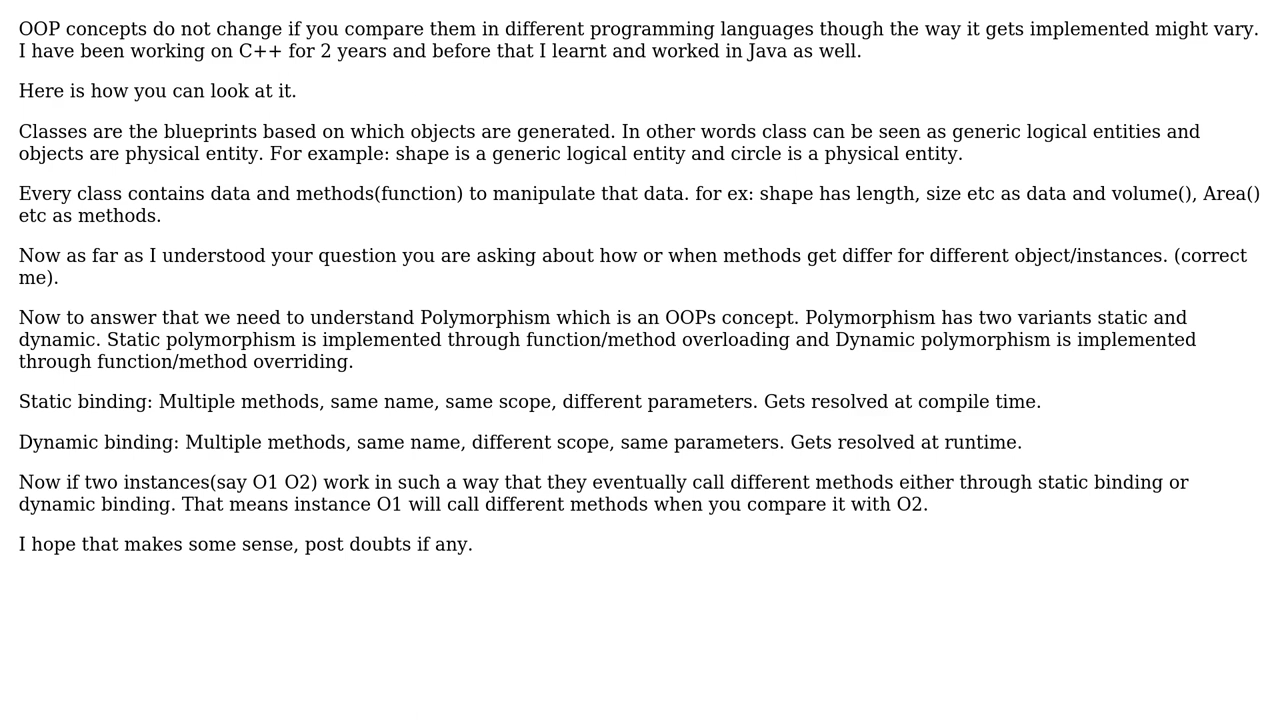 OOP concepts do not change if you compare them in different programming languages though the way it gets implemented might vary.
I have been working on C++ for 2 years and before that I learnt and worked in Java as well.
Here is how you can look at it.
Classes are the blueprints based on which objects are generated. In other words class can be seen as generic logical entities and
objects are physical entity. For example: shape is a generic logical entity and circle is a physical entity.
Every class contains data and methods(function) to manipulate that data. for ex: shape has length, size etc as data and volume(), Area()
etc as methods.
Now as far as I understood your question you are asking about how or when methods get differ for different object/instances. (correct
me).
Now to answer that we need to understand Polymorphism which is an OOPs concept. Polymorphism has two variants static and
dynamic. Static polymorphism is implemented through function/method overloading and Dynamic polymorphism is implemented
through function/method overriding.
Static binding: Multiple methods, same name, same scope, different parameters. Gets resolved at compile time.
Dynamic binding: Multiple methods, same name, different scope, same parameters. Gets resolved at runtime.
Now if two instances(say O1 O2) work in such a way that they eventually call different methods either through static binding or
dynamic binding. That means instance O1 will call different methods when you compare it with O2.
I hope that makes some sense, post doubts if any.